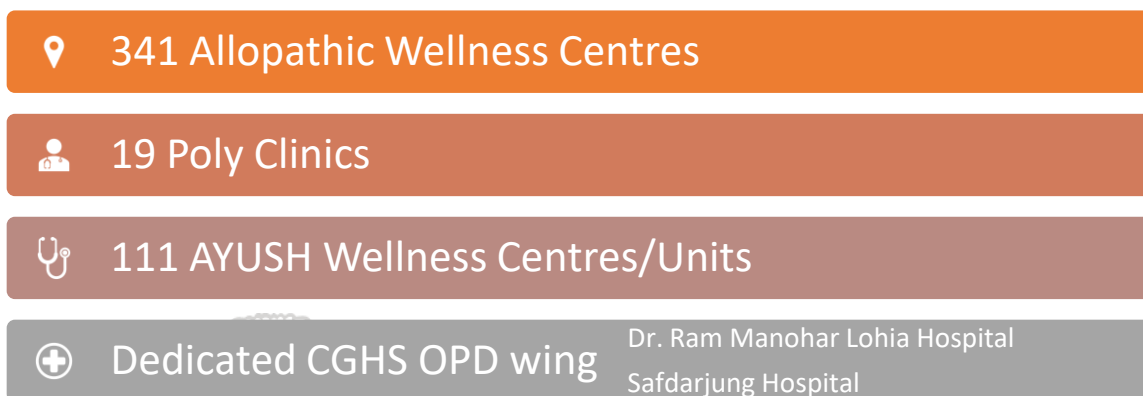 341 Allopathic Wellness Centres
19 Poly Clinics
111 AYUSH Wellness Centres/Units
Dedicated CGHS OPD wing
Dr. Ram Manohar Lohia Hospital
Safdarjung Hospital